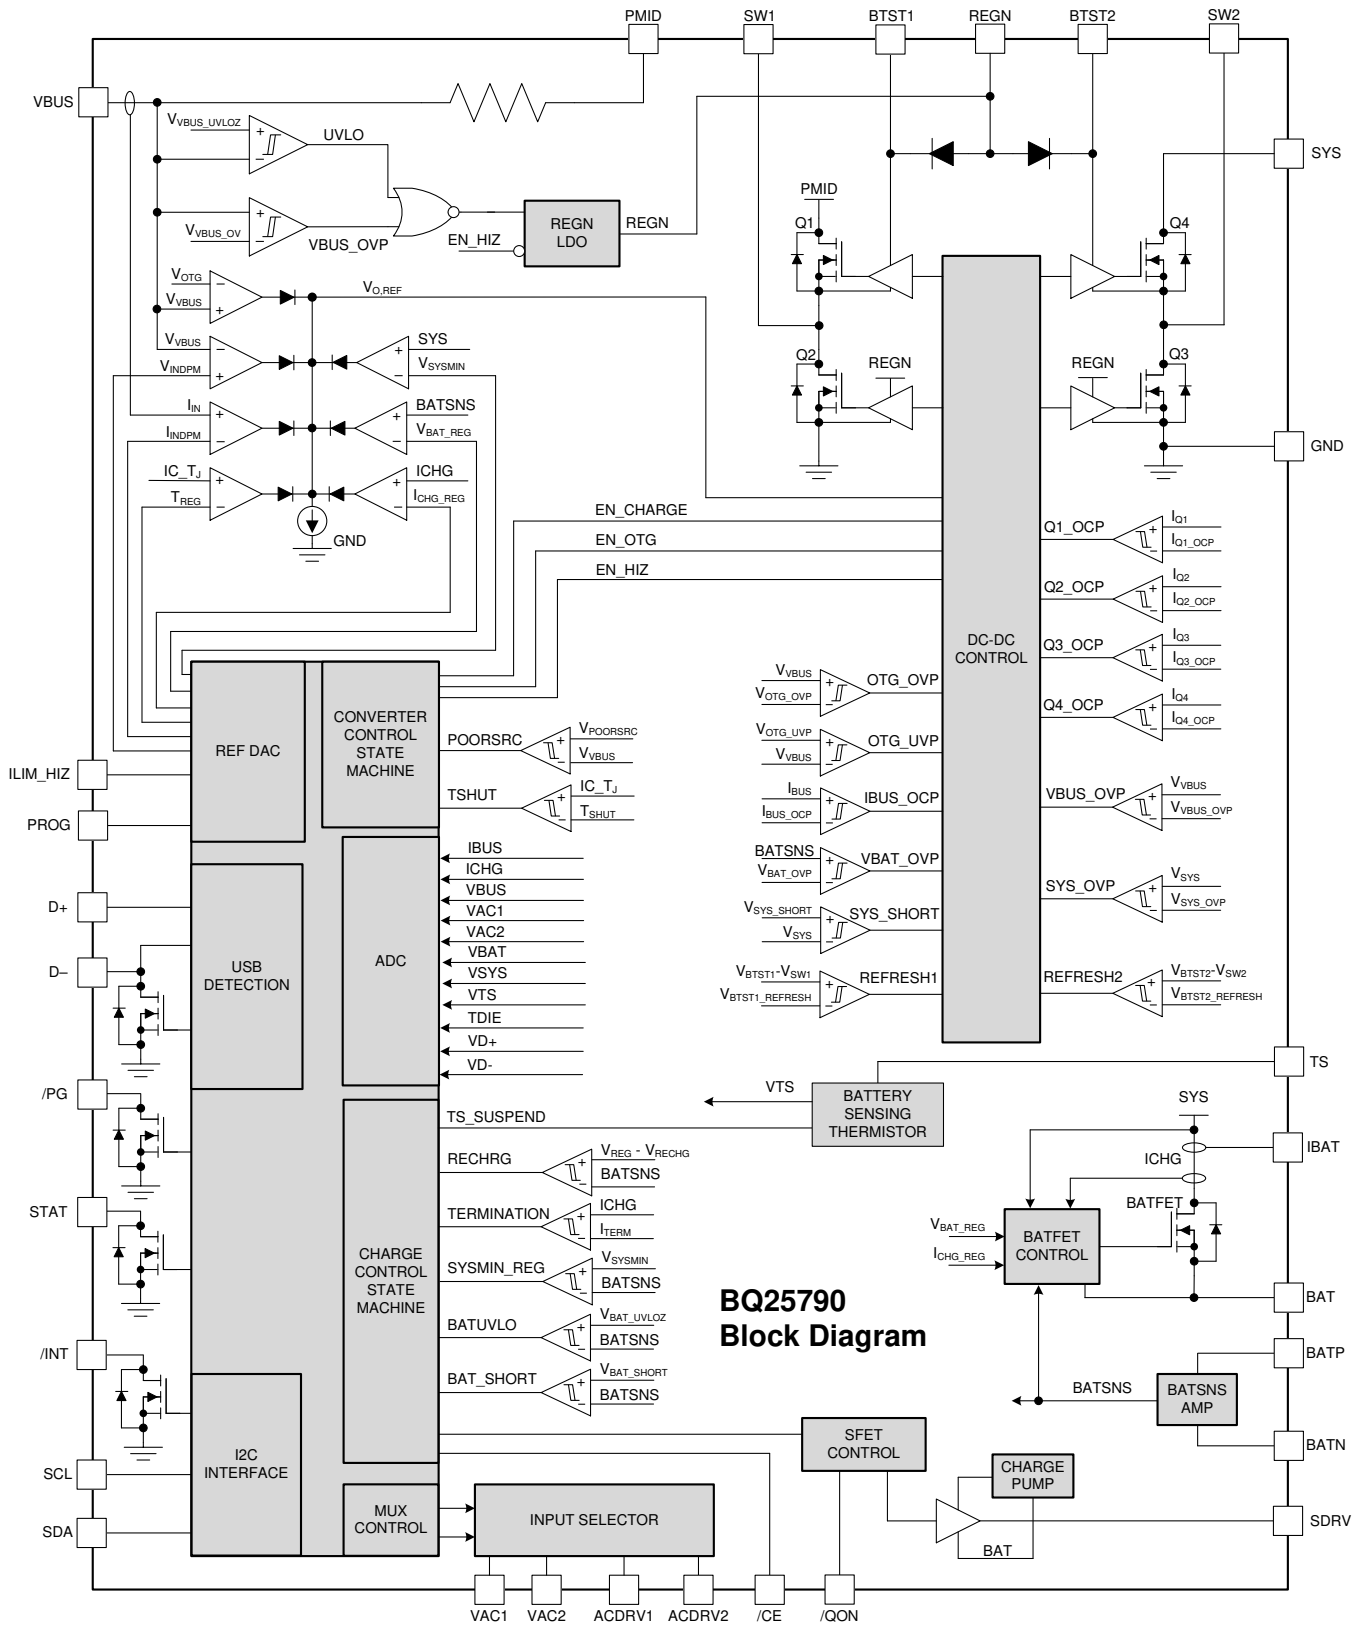 PMID
SW1
BTST1
REGN
BTST2
SW2
VBUS
V_VBUS_UVLOZ
UVLO
SYS
PMID
V_VBUS_OV
VBUS_OVP
EN_HIZ
REGN
LDO
REGN
Q1
Q4
V_OTG
V_VBUS
V_O,REF
V_VBUS
V_INDPM
SYS
V_SYSMIN
Q2
REGN
REGN
Q3
I_IN
I_INDPM
BATSNS
V_BAT_REG
GND
IC_T_J
T_REG
ICHG
I_CHG_REG
GND
EN_CHARGE
EN_OTG
EN_HIZ
DC-DC
CONTROL
Q1_OCP
I_Q1
I_Q1_OCP
Q2_OCP
I_Q2
I_Q2_OCP
Q3_OCP
I_Q3
I_Q3_OCP
Q4_OCP
I_Q4
I_Q4_OCP
V_VBUS
V_OTG_OVP
OTG_OVP
V_OTG_UVP
V_VBUS
OTG_UVP
I_BUS
I_BUS_OCP
IBUS_OCP
BATSNS
V_BAT_OVP
VBAT_OVP
V_SYS_SHORT
V_SYS
SYS_SHORT
V_BTST1-V_SW1
V_BTST1_REFRESH
REFRESH1
VBUS_OVP
V_VBUS
V_VBUS_OVP
SYS_OVP
V_SYS
V_SYS_OVP
REFRESH2
V_BTST2-V_SW2
V_BTST2_REFRESH
REF DAC
CONVERTER
CONTROL
STATE
MACHINE
POORSRC
V_POORSRC
V_VBUS
TSHUT
IC_T_J
T_SHUT
ILIM_HIZ
PROG
D+
D–
USB
DETECTION
ADC
IBUS
ICHG
VBUS
VAC1
VAC2
VBAT
VSYS
VTS
TDIE
VD+
VD-
/PG
STAT
/INT
SCL
SDA
TS_SUSPEND
VTS
BATTERY
SENSING
THERMISTOR
TS
CHARGE
CONTROL
STATE
MACHINE
RECHRG
V_REG - V_RECHG
BATSNS
TERMINATION
ICHG
I_TERM
SYSMIN_REG
V_SYSMIN
BATSNS
BATUVLO
V_BAT_UVLOZ
BATSNS
BAT_SHORT
V_BAT_SHORT
BATSNS
SYS
IBAT
ICHG
BATFET
V_BAT_REG
I_CHG_REG
BATFET
CONTROL
BAT
BQ25790
Block Diagram
BATP
BATSNS
BATSNS
AMP
BATN
I2C
INTERFACE
MUX
CONTROL
INPUT SELECTOR
SFET
CONTROL
CHARGE
PUMP
BAT
SDRV
VAC1
VAC2
ACDRV1
ACDRV2
/CE
/QON